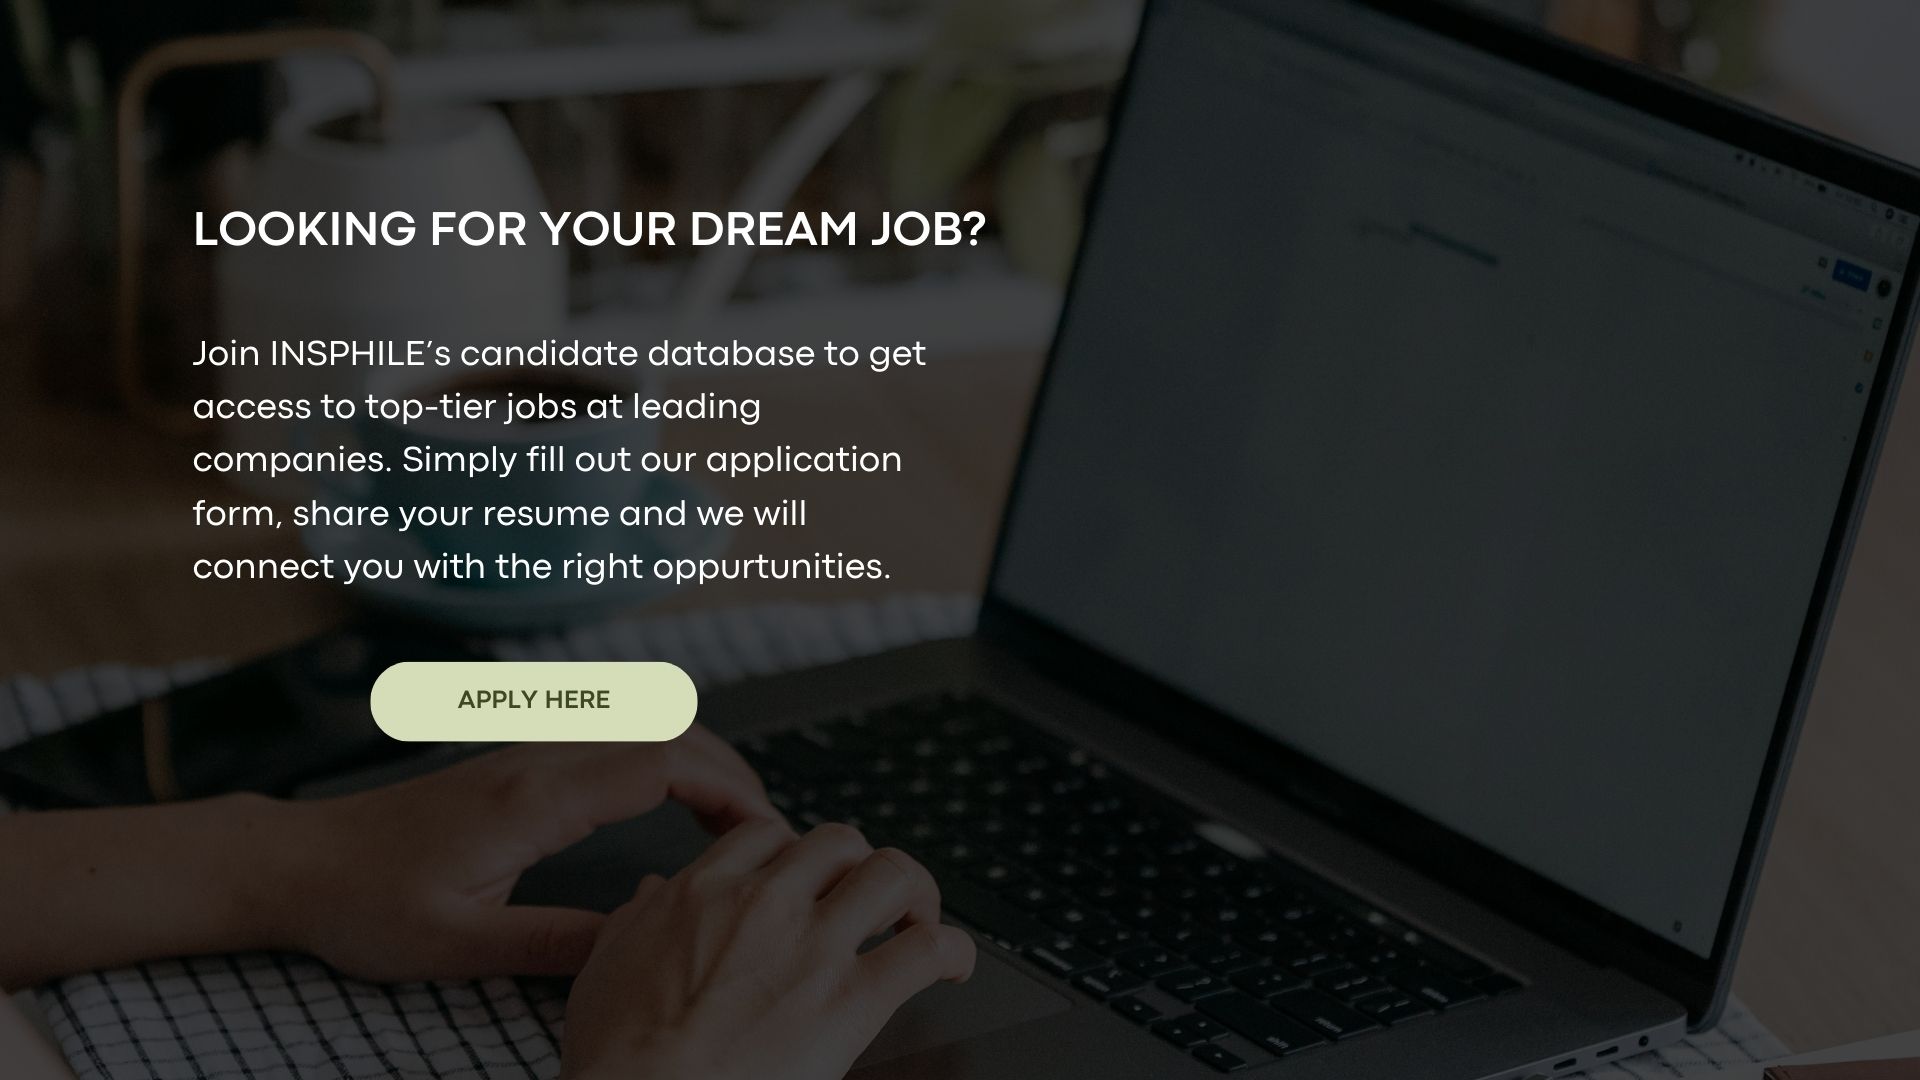 LOOKING FOR YOUR DREAM JOB?
Join INSPHILE’s candidate database to get
access to top-tier jobs at leading
companies. Simply fill out our application
form, share your resume and we will
connect you with the right oppurtunities.
APPLY HERE